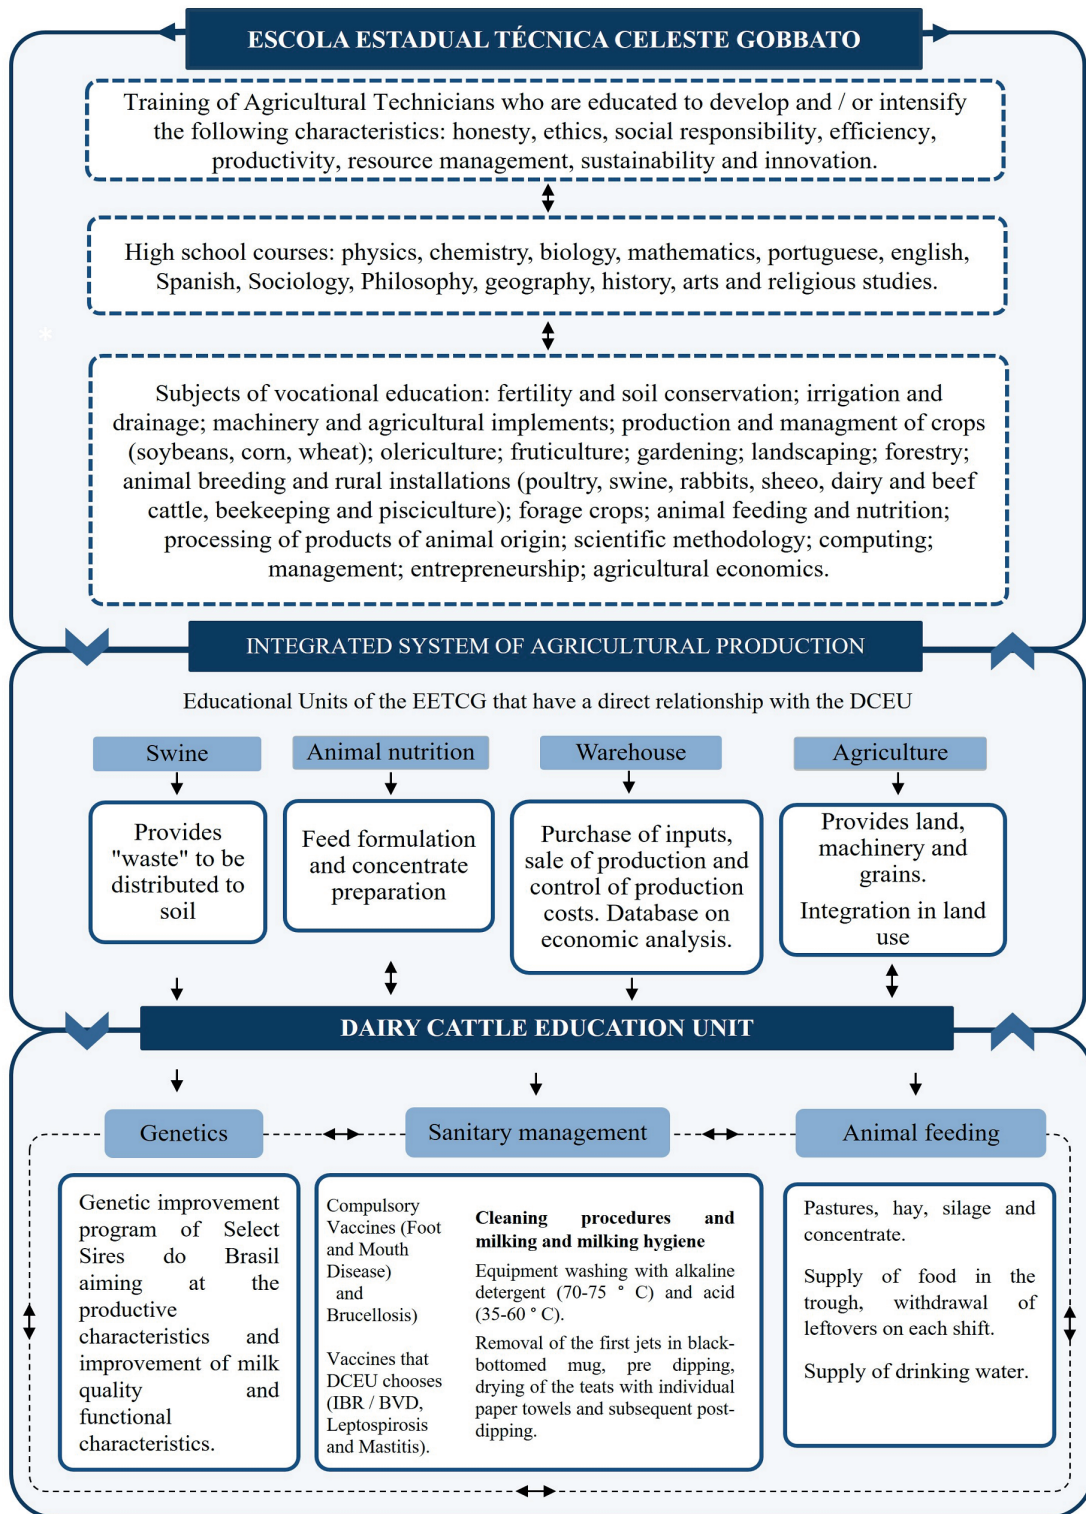 ESCOLA ESTADUAL TÉCNICA CELESTE GOBBATO
Training of Agricultural Technicians who are educated to develop and / or intensify
the following characteristics: honesty, ethics, social responsibility, efficiency,
productivity, resource management, sustainability and innovation.
High school courses: physics, chemistry, biology, mathematics, portuguese, english,
Spanish, Sociology, Philosophy, geography, history, arts and religious studies.
*
Subjects of vocational education: fertility and soil conservation; irrigation and
drainage; machinery and agricultural implements; production and managment of crops
(soybeans, corn, wheat); olericulture; fruticulture; gardening; landscaping; forestry;
animal breeding and rural installations (poultry, swine, rabbits, sheeo, dairy and beef
cattle, beekeeping and pisciculture); forage crops; animal feeding and nutrition;
processing of products of animal origin; scientific methodology; computing;
management; entrepreneurship; agricultural economics.
INTEGRATED SYSTEM OF AGRICULTURAL PRODUCTION
Educational Units of the EETCG that have a direct relationship with the DCEU
Swine
Provides
"waste" to be
distributed to
soil
Animal nutrition
Feed formulation
and concentrate
preparation
Warehouse
Purchase of inputs,
sale of production and
control of production
costs. Database on
economic analysis.
Agriculture
Provides land,
machinery and
grains.
Integration in land
use
DAIRY CATTLE EDUCATION UNIT
Genetics
Genetic improvement
program of Select
Sires do Brasil
aiming at the
productive
characteristics and
improvement of milk
quality and
functional
characteristics.
Sanitary management
Compulsory
Vaccines (Foot
and Mouth
Disease)
and
Brucellosis)
Vaccines that
DCEU chooses
(IBR / BVD,
Leptospirosis
and Mastitis).
Cleaning procedures and
milking and milking hygiene
Equipment washing with alkaline
detergent (70-75 ° C) and acid
(35-60 ° C).
Removal of the first jets in black-
bottomed mug, pre dipping,
drying of the teats with individual
paper towels and subsequent post-
dipping.
Animal feeding
Pastures, hay, silage and
concentrate.
Supply of food in the
trough, withdrawal of
leftovers on each shift.
Supply of drinking water.